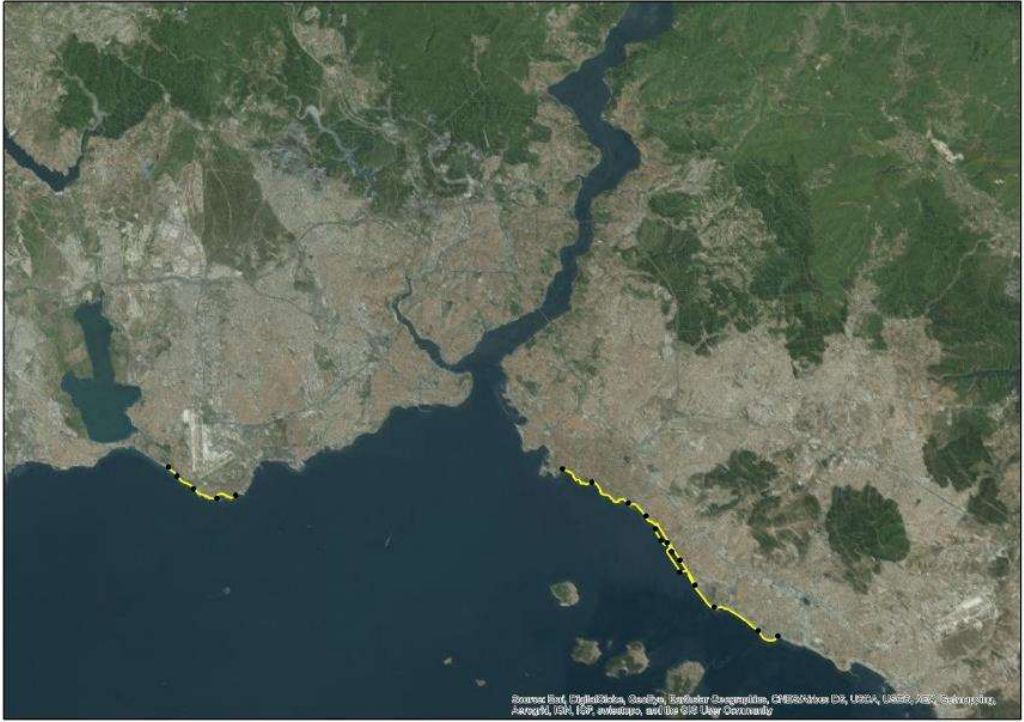 Source: Esri, DigitalGlobe, GeoEye, Earthstar Geographics, CNES/Airbus DS, USDA, USGS, AEX, Getmapping,
Aerogrid, IGN, IGP, swisstopo, and the GIS User Community